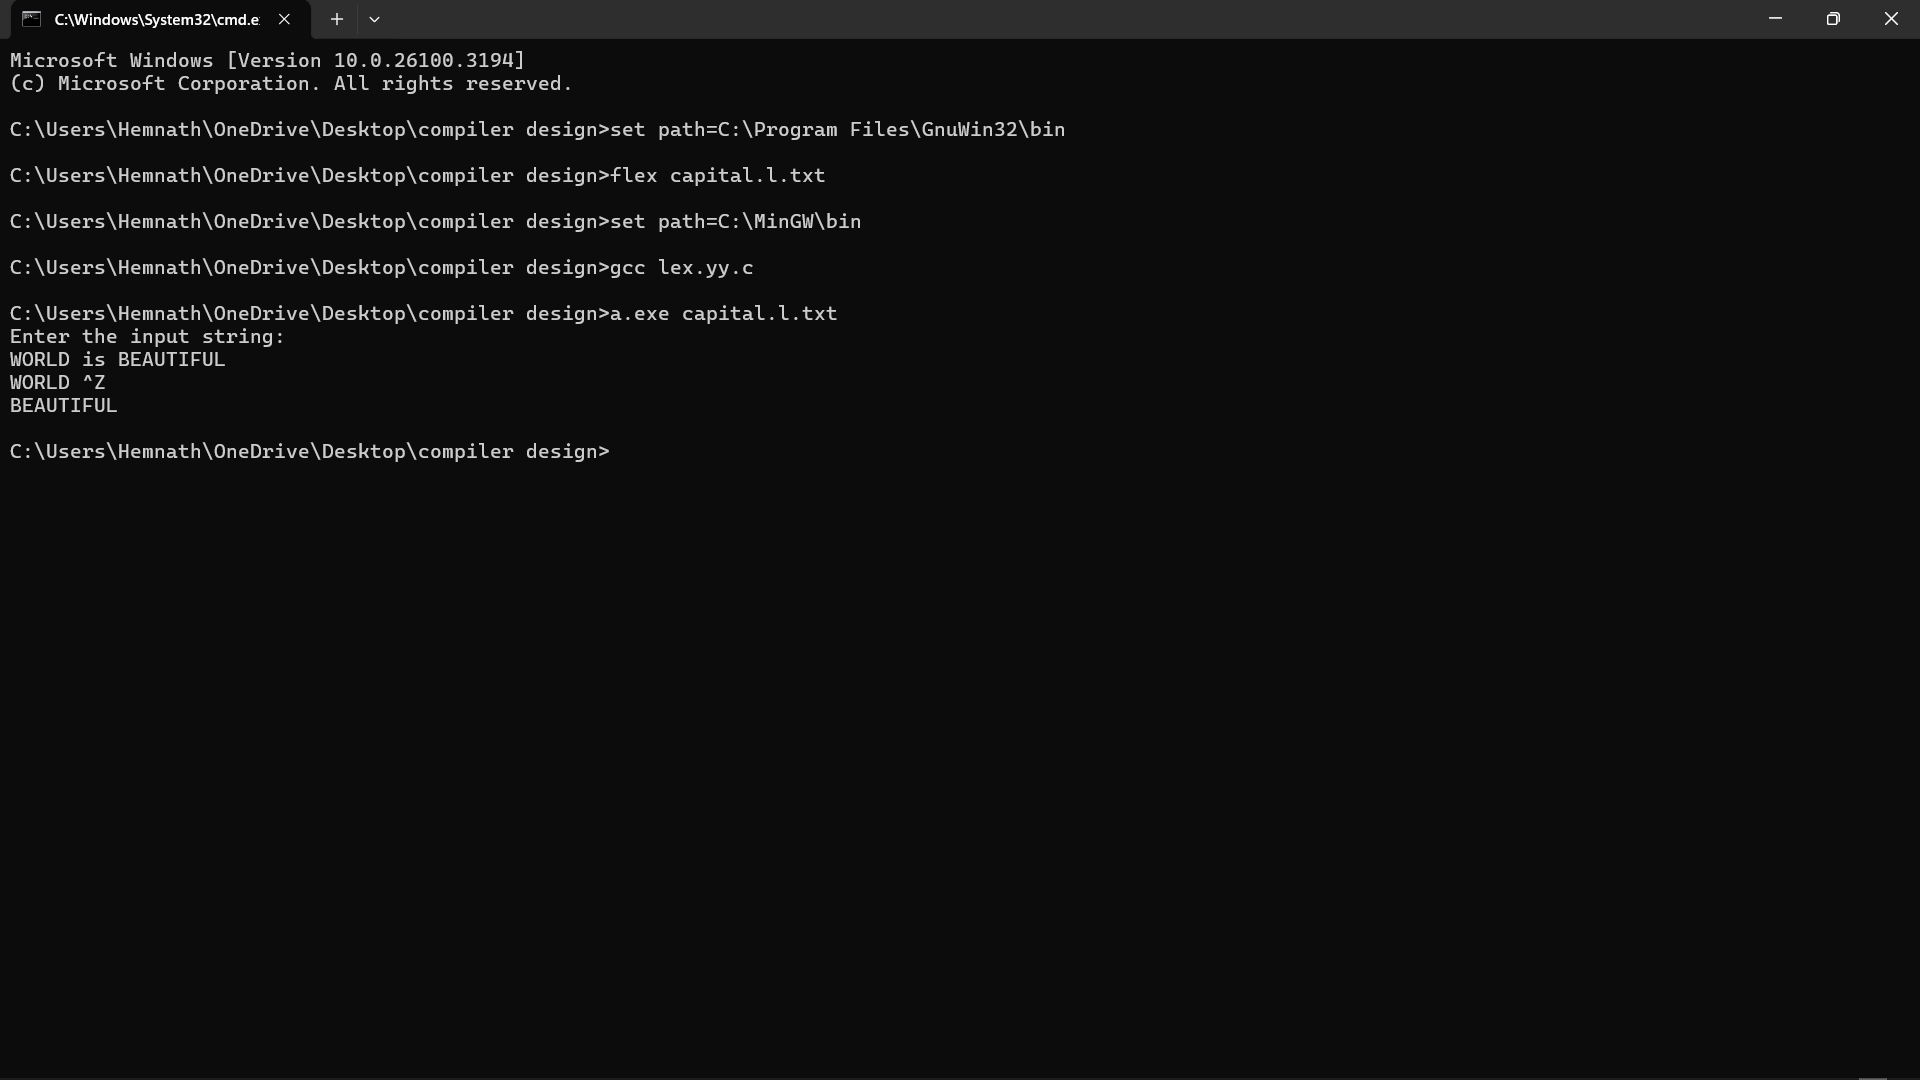 C:\Windows\System32\cmd.e
Microsoft Windows [Version 10.0.26100.3194]
(c) Microsoft Corporation. All rights reserved.
C:\Users\Hemnath\OneDrive\Desktop\compiler design>set path=C:\Program Files\GnuWin32\bin
C:\Users\Hemnath\OneDrive\Desktop\compiler design>flex capital.l.txt
C:\Users\Hemnath\OneDrive\Desktop\compiler design>set path=C:\MinGW\bin
C:\Users\Hemnath\OneDrive\Desktop\compiler design>gcc lex.yy.c
C:\Users\Hemnath\OneDrive\Desktop\compiler design>a.exe capital.l.txt
Enter the input string:
WORLD is BEAUTIFUL
WORLD ^Z
BEAUTIFUL
C:\Users\Hemnath\OneDrive\Desktop\compiler design>